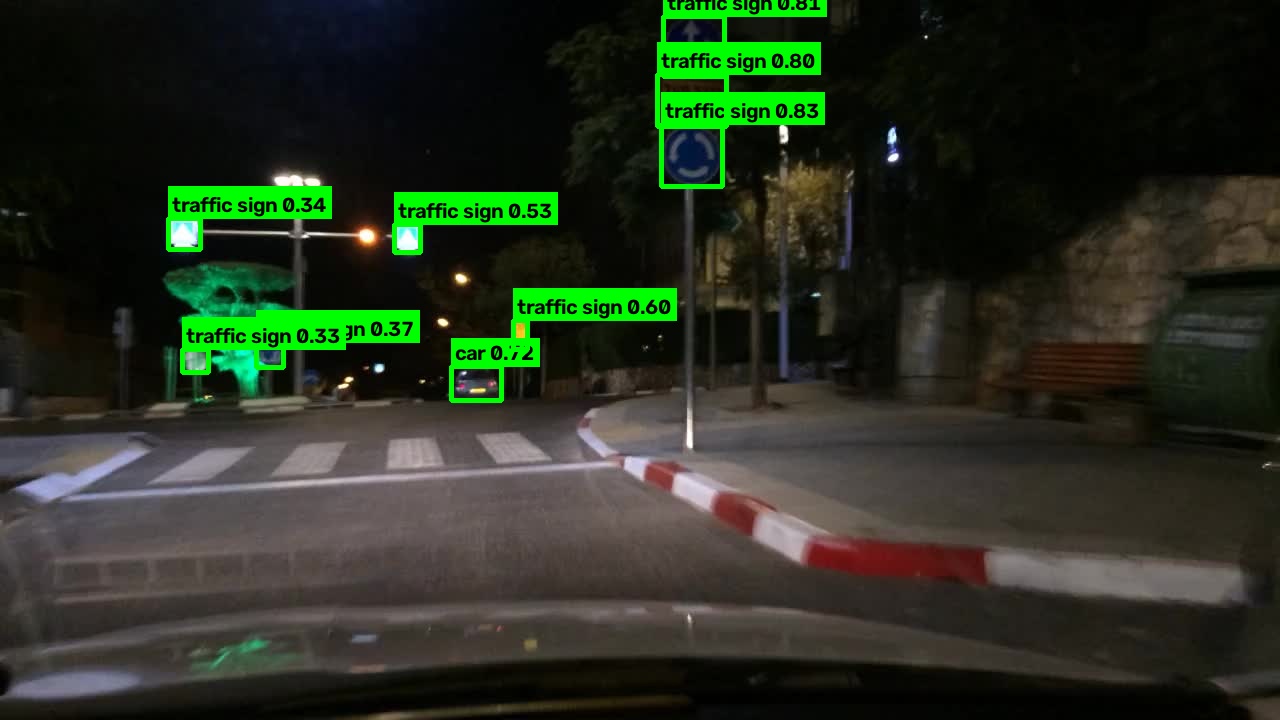 traffic sign 0.81
traffic sign 0.80
traffic sign 0.83
traffic sign 0.34
traffic sign 0.53
traffic sign 0.60
traffic sign 0.33
gn 0.37
car 0.72